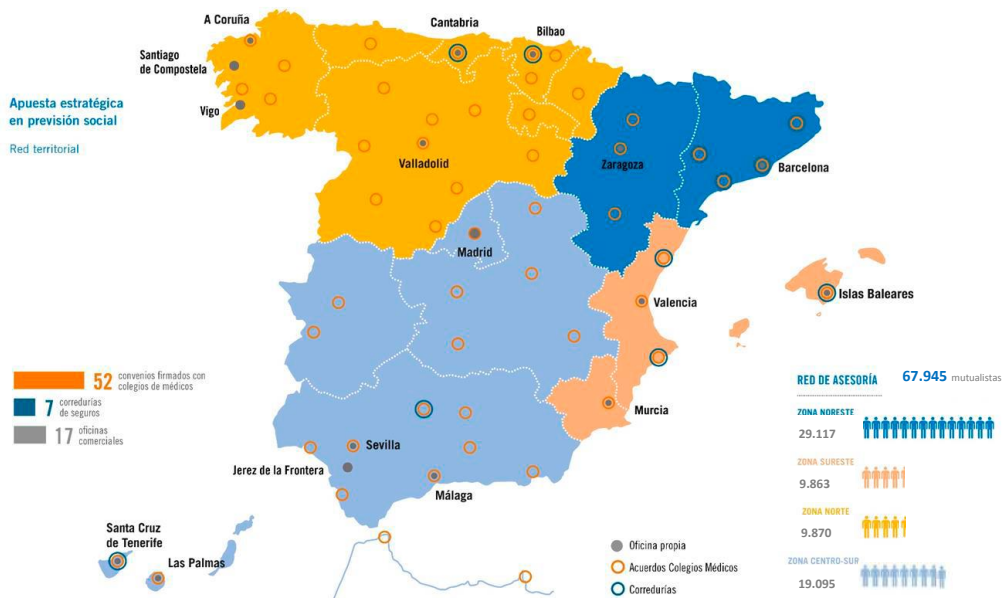 Apuesta estratégica
en previsión social
Red territorial
A Coruña
Santiago
de Compostela
Vigo
Cantabria
Bilbao
Valladolid
Zaragoza
Barcelona
Madrid
Valencia
Islas Baleares
Murcia
Sevilla
Jerez de la Frontera
Málaga
Santa Cruz
de Tenerife
Las Palmas
52 convenios firmados con
colegios de médicos
7 corredurías
de seguros
17 oficinas
comerciales
Oficina propia
Acuerdos Colegios Médicos
Corredurías
RED DE ASESORÍA 67.945 mutualistas
ZONA NORESTE
29.117
ZONA SURESTE
9.863
ZONA NORTE
9.870
ZONA CENTRO-SUR
19.095